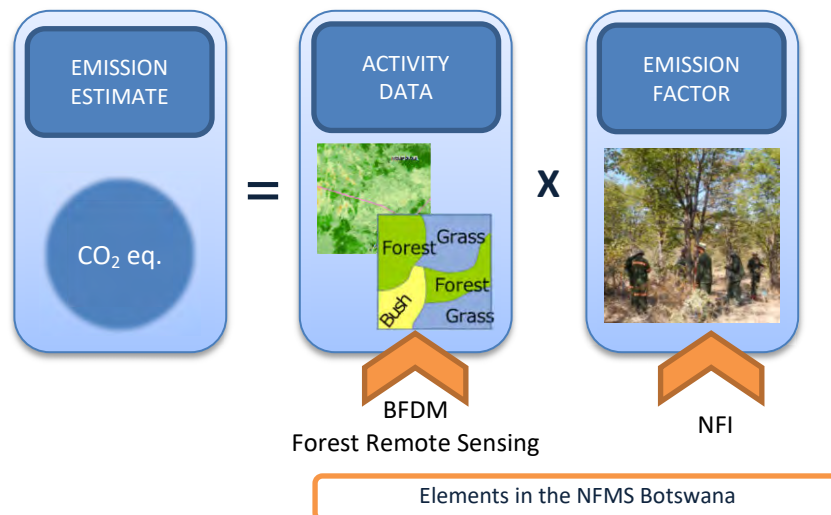 EMISSION
ESTIMATE
CO₂ eq.
=
ACTIVITY
DATA
Forest
Grass
Forest
Bush
Grass
x
EMISSION
FACTOR
BFDM
Forest Remote Sensing
NFI
Elements in the NFMS Botswana